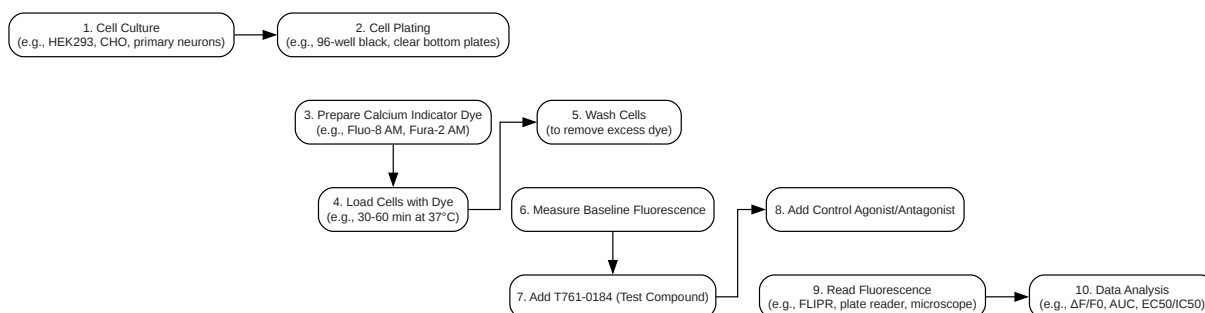 1. Cell Culture
(e.g., HEK293, CHO, primary neurons)
2. Cell Plating
(e.g., 96-well black, clear bottom plates)
3. Prepare Calcium Indicator Dye
(e.g., Fluo-8 AM, Fura-2 AM)
4. Load Cells with Dye
(e.g., 30-60 min at 37°C)
5. Wash Cells
(to remove excess dye)
6. Measure Baseline Fluorescence
7. Add T761-0184 (Test Compound)
8. Add Control Agonist/Antagonist
9. Read Fluorescence
(e.g., FLIPR, plate reader, microscope)
10. Data Analysis
(e.g., ΔF/F0, AUC, EC50/IC50)